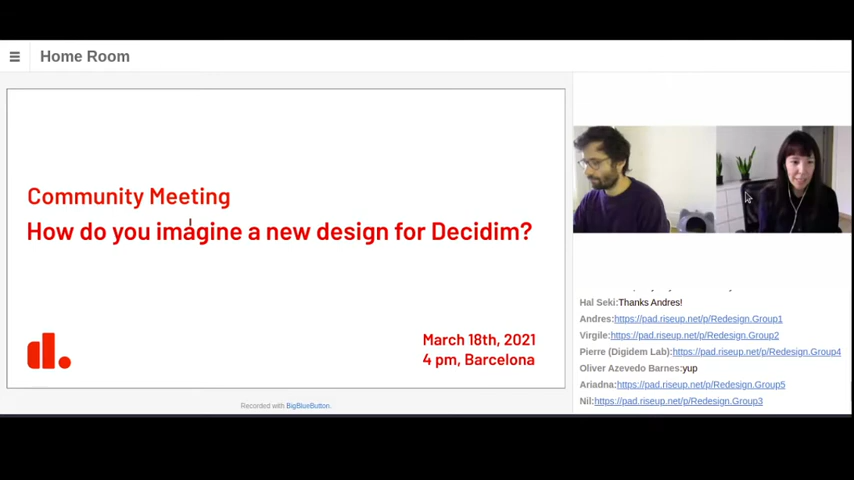 Home Room
Community Meeting
How do you imagine a new design for Decidim?
d.
March 18th, 2021
4 pm, Barcelona
Recorded with BigBlueButton.
Hal Seki:Thanks Andres!
Andres:https://pad.riseup.net/p/Redesign.Group1
Virgile:https://pad.riseup.net/p/Redesign.Group2
Pierre (Digidem Lab):https://pad.riseup.net/p/Redesign.Group4
Oliver Azevedo Barnes:yup
Ariadna:https://pad.riseup.net/p/Redesign.Group5
Nil:https://pad.riseup.net/p/Redesign.Group3